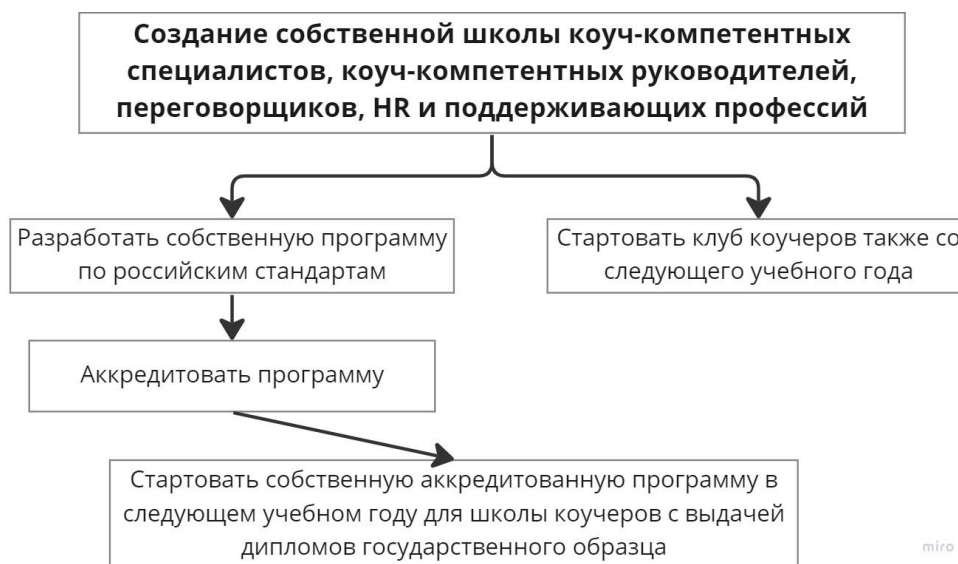 Создание собственной школы коуч-компетентных
специалистов, коуч-компетентных руководителей,
переговорщиков, HR и поддерживающих профессий
Разработать собственную программу
по российским стандартам
Стартовать клуб коучеров также со
следующего учебного года
Аккредитовать программу
Стартовать собственную аккредитованную программу в
следующем учебном году для школы коучеров с выдачей
дипломов государственного образца
miro